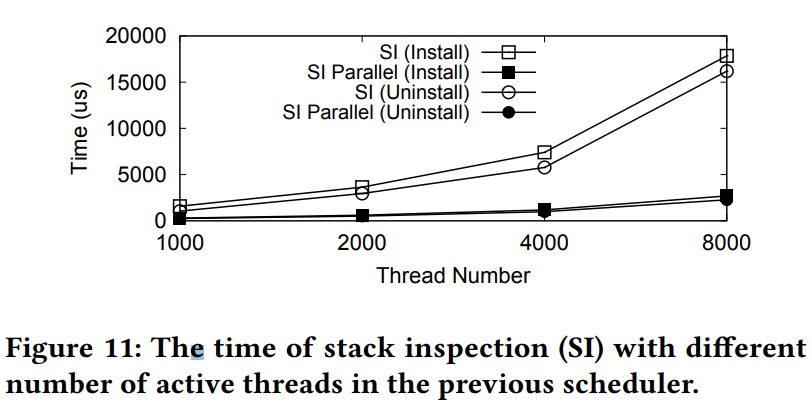 20000
15000
10000
5000
0
Time (us)
SI (Install)
SI Parallel (Install)
SI (Uninstall)
SI Parallel (Uninstall)
1000 2000 4000 8000
Thread Number
Figure 11: The time of stack inspection (SI) with different
number of active threads in the previous scheduler.